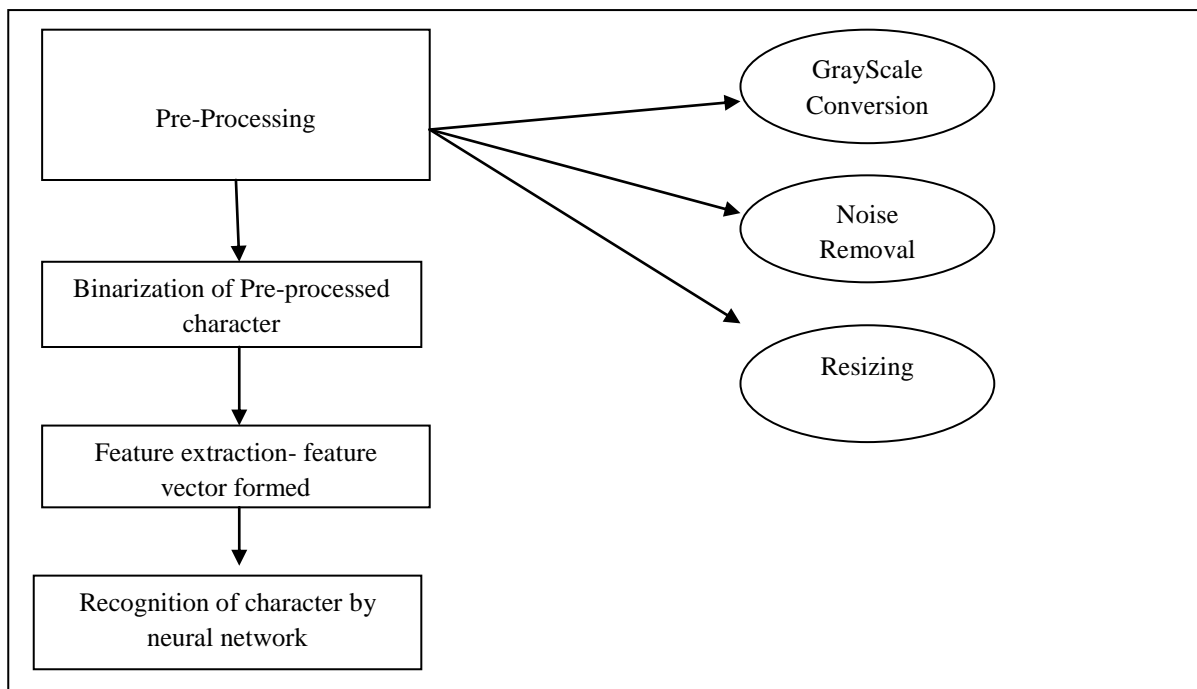 Pre-Processing
GrayScale
Conversion
Noise
Removal
Binarization of Pre-processed
character
Resizing
Feature extraction- feature
vector formed
Recognition of character by
neural network